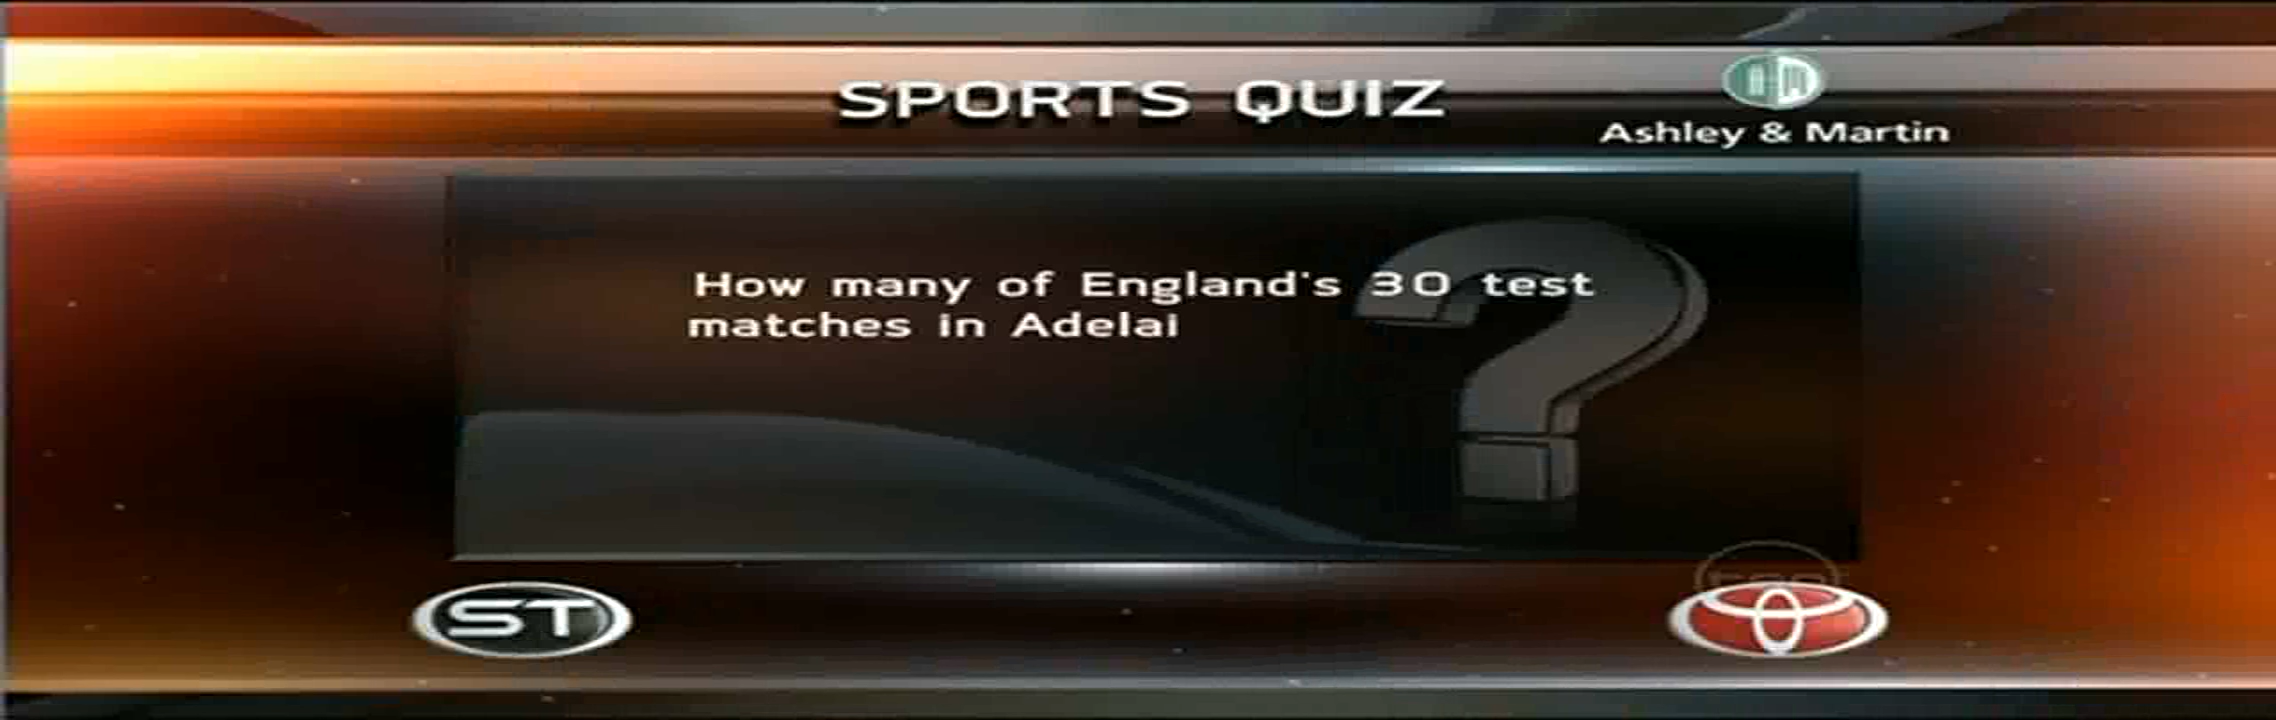 SPORTS QUIZ
Ashley & Martin
How many of England's 30 test
matches in Adelai
ST